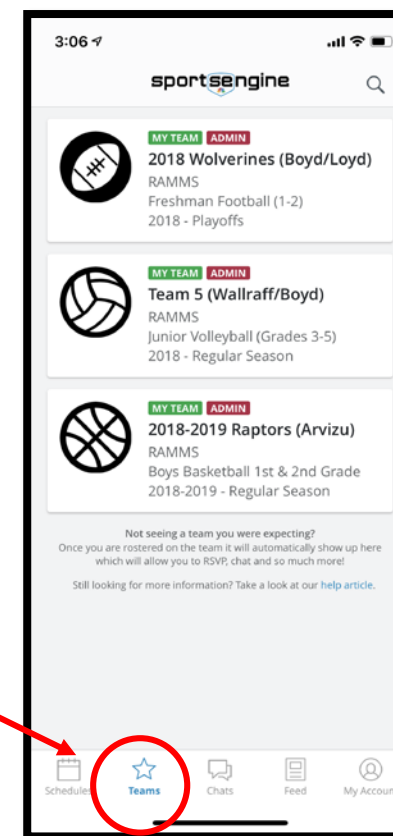 3:06
sportsengine
MY TEAM ADMIN
2018 Wolverines (Boyd/Loyd)
RAMMS
Freshman Football (1-2)
2018 - Playoffs
MY TEAM ADMIN
Team 5 (Wallraff/Boyd)
RAMMS
Junior Volleyball (Grades 3-5)
2018 - Regular Season
MY TEAM ADMIN
2018-2019 Raptors (Arvizu)
RAMMS
Boys Basketball 1st & 2nd Grade
2018-2019 - Regular Season
Not seeing a team you were expecting?
Once you are rostered on the team it will automatically show up here
which will allow you to RSVP, chat and so much more!
Still looking for more information? Take a look at our help article.
Schedules Teams Chats Feed My Accoun